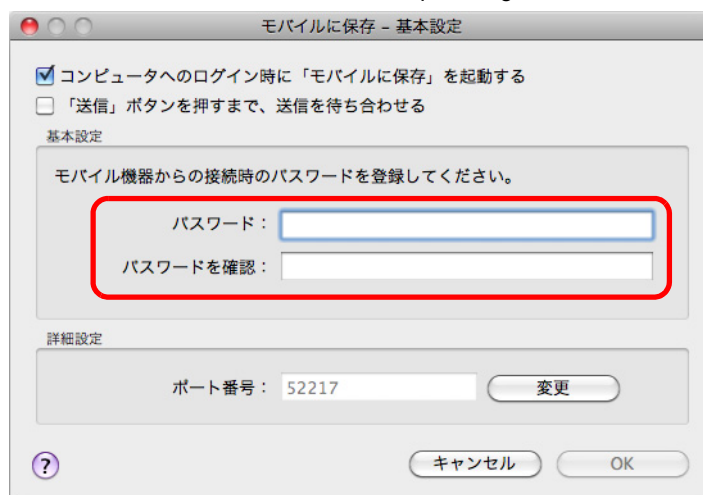 モバイルに保存 – 基本設定
コンピュータへのログイン時に「モバイルに保存」を起動する
「送信」ボタンを押すまで、送信を待ち合わせる
基本設定
モバイル機器からの接続時のパスワードを登録してください。
パスワード：
パスワードを確認：
詳細設定
ポート番号： 52217 変更
? キャンセル OK